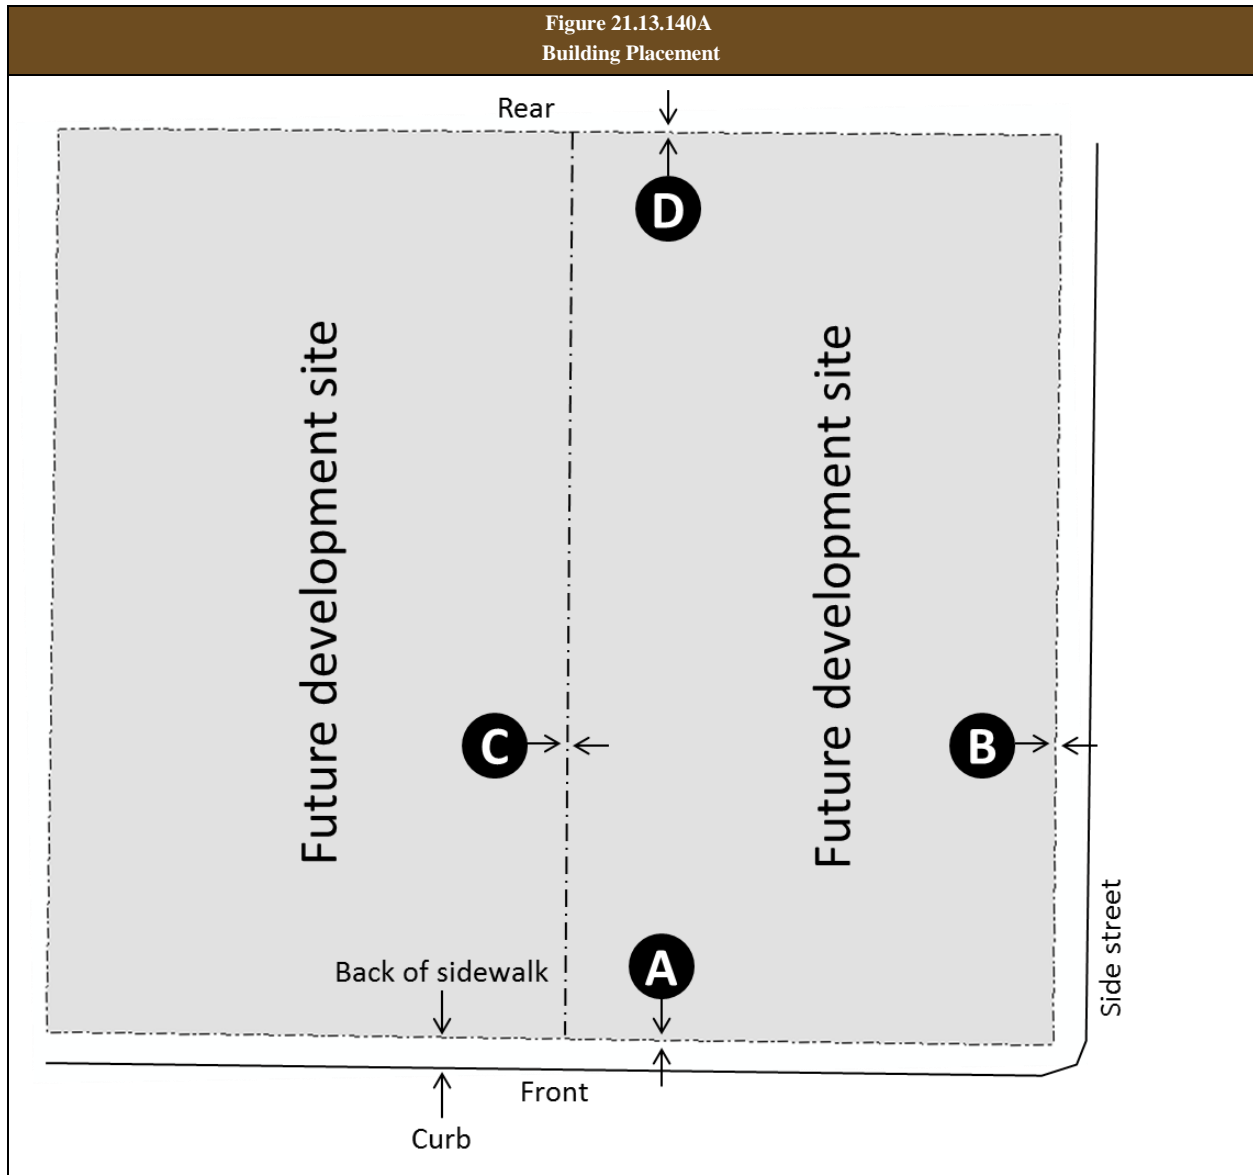 Figure 21.13.140A
Building Placement
Rear
D
Future development site
Future development site
C
B
A
Back of sidewalk
Side street
Front
Curb